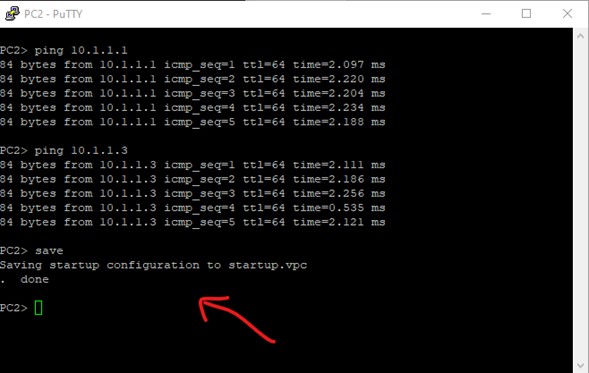 PC2 - PuTTY
PC2> ping 10.1.1.1
84 bytes from 10.1.1.1 icmp_seq=1 ttl=64 time=2.097 ms
84 bytes from 10.1.1.1 icmp_seq=2 ttl=64 time=2.220 ms
84 bytes from 10.1.1.1 icmp_seq=3 ttl=64 time=2.204 ms
84 bytes from 10.1.1.1 icmp_seq=4 ttl=64 time=2.234 ms
84 bytes from 10.1.1.1 icmp_seq=5 ttl=64 time=2.188 ms
PC2> ping 10.1.1.3
84 bytes from 10.1.1.3 icmp_seq=1 ttl=64 time=2.111 ms
84 bytes from 10.1.1.3 icmp_seq=2 ttl=64 time=2.186 ms
84 bytes from 10.1.1.3 icmp_seq=3 ttl=64 time=2.256 ms
84 bytes from 10.1.1.3 icmp_seq=4 ttl=64 time=0.535 ms
84 bytes from 10.1.1.3 icmp_seq=5 ttl=64 time=2.121 ms
PC2> save
Saving startup configuration to startup.vpc
.  done
PC2>